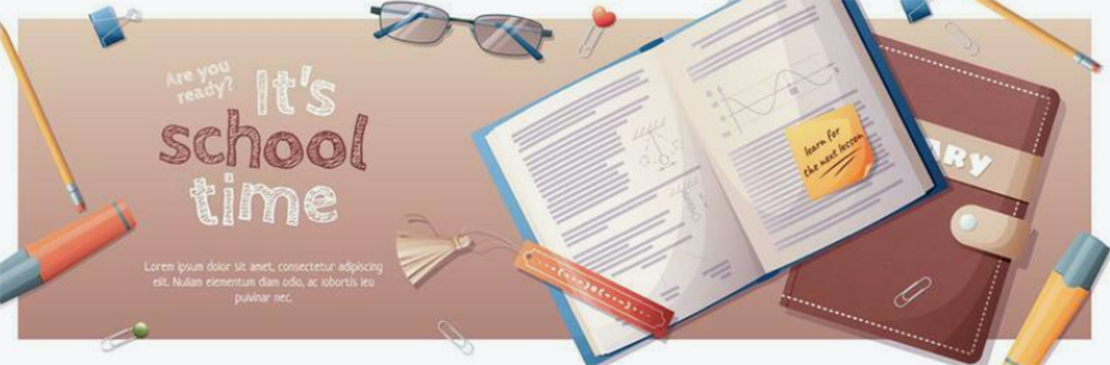 Are you
ready?
It's
school
time
Lorem ipsum dolor sit amet, consectetur adipiscing
elit. Nullam elementum diam odio, ac lobortis leo
pulvinar nec.
learn for
the next lesson
ARY